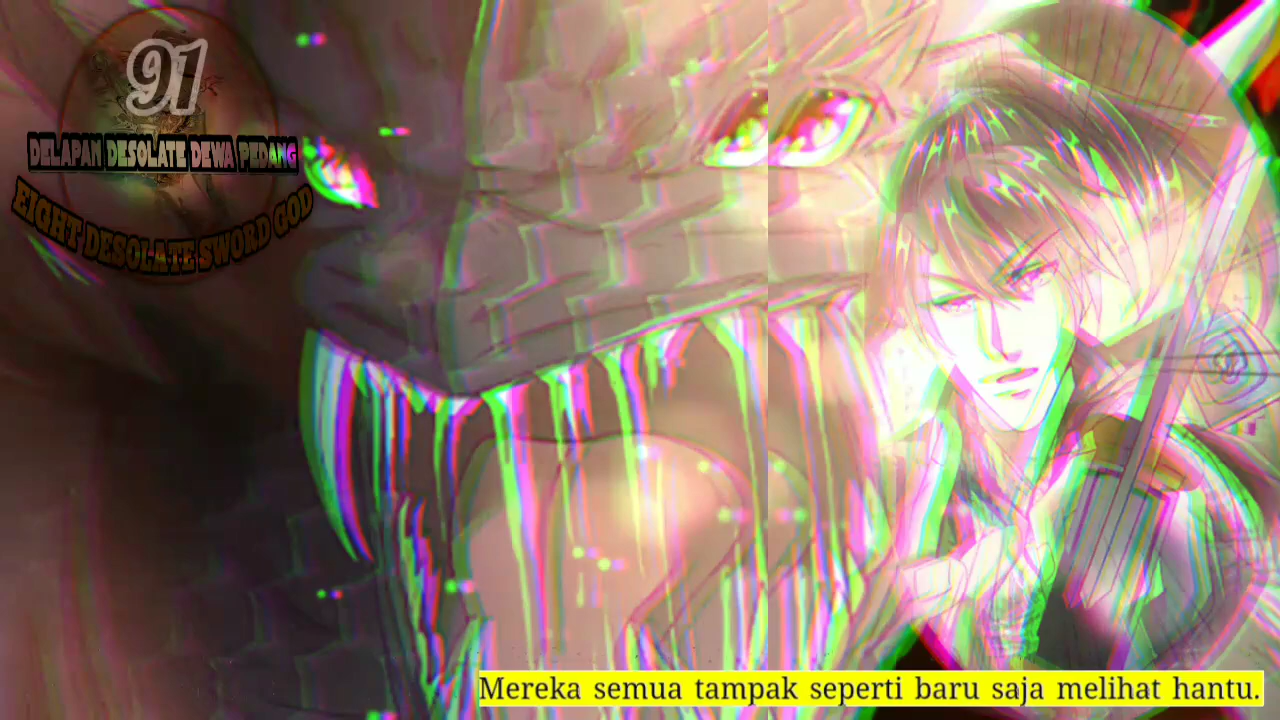 91
DELAPAN DESOLATE DEWA PEDANG
EIGHT DESOLATE SWORD GOD
Mereka semua tampak seperti baru saja melihat hantu.